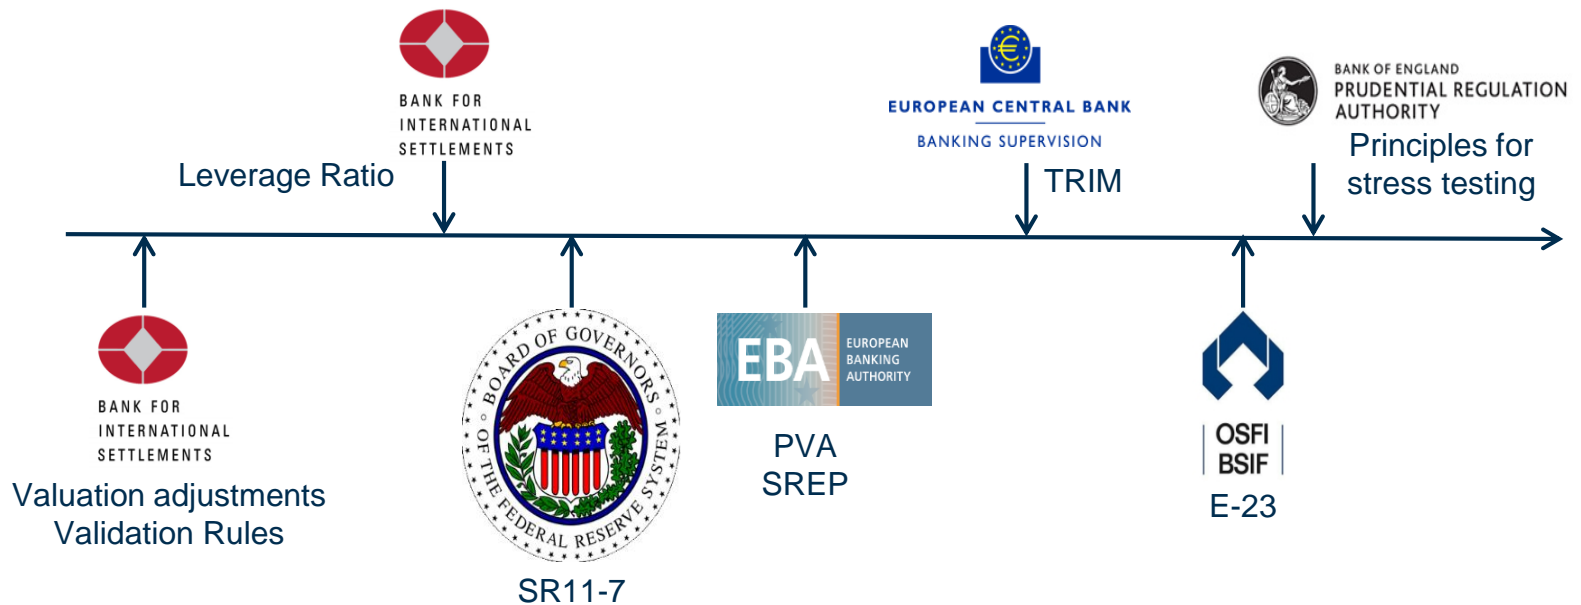 BANK FOR
INTERNATIONAL
SETTLEMENTS
Leverage Ratio
EUROPEAN CENTRAL BANK
BANKING SUPERVISION
TRIM
BANK OF ENGLAND
PRUDENTIAL REGULATION
AUTHORITY
Principles for
stress testing
BANK FOR
INTERNATIONAL
SETTLEMENTS
Valuation adjustments
Validation Rules
BOARD OF GOVERNORS
OF THE FEDERAL RESERVE SYSTEM
SR11-7
EBA
EUROPEAN
BANKING
AUTHORITY
PVA
SREP
OSFI
BSIF
E-23